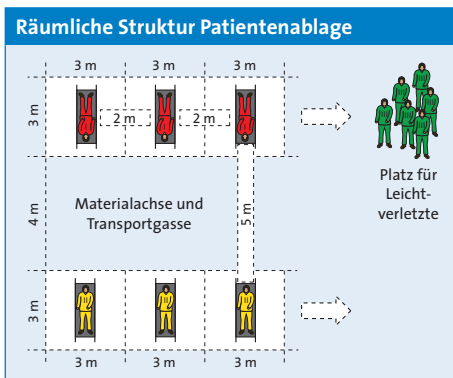 Räumliche Struktur Patientenablage
3 m
3 m
3 m
3 m
2 m
2 m
Platz für
Leicht-
verletzte
4 m
Materialachse und
Transportgasse
5 m
3 m
3 m
3 m
3 m